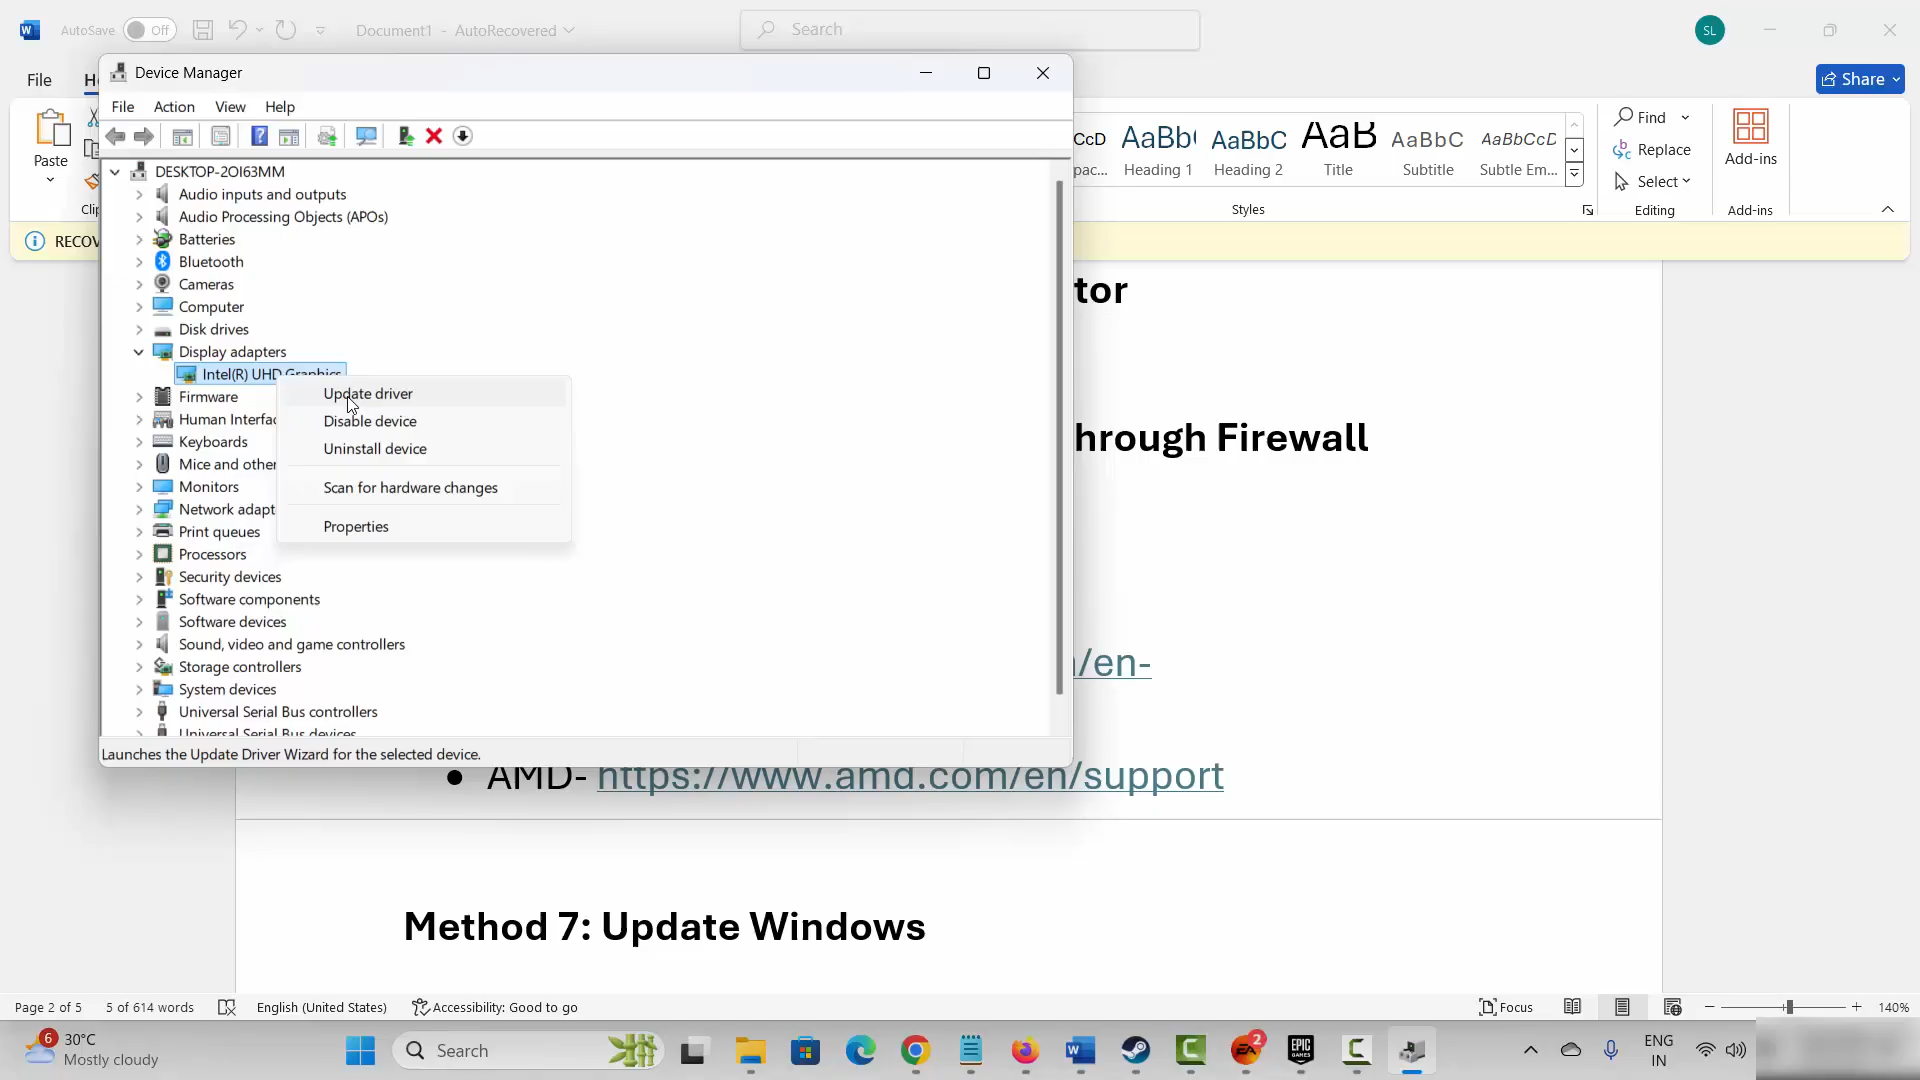 AutoSave Off Document1 - AutoRecovered Search SL
File
Share
Device Manager
File Action View Help
Paste
Find
Replace
Select
Editing
Add-ins
Add-ins
AaBbC AaBbC AaB AaBbC AaBbCcD
Heading 1 Heading 2 Title Subtitle Subtle Em...
Styles
DESKTOP-2OI63MM
Audio inputs and outputs
Audio Processing Objects (APOs)
Batteries
Bluetooth
Cameras
Computer
Disk drives
Display adapters
Intel(R) UHD Graphics
Firmware
Human Interfac
Keyboards
Mice and other
Monitors
Network adapt
Print queues
Processors
Security devices
Software components
Software devices
Sound, video and game controllers
Storage controllers
System devices
Universal Serial Bus controllers
Universal Serial Bus devices
Update driver
Disable device
Uninstall device
Scan for hardware changes
Properties
Launches the Update Driver Wizard for the selected device.
RECOV
tor
hrough Firewall
/en-
AMD- https://www.amd.com/en/support
Method 7: Update Windows
Page 2 of 5 5 of 614 words English (United States) Accessibility: Good to go Focus 140%
6 30°C
Mostly cloudy
Search
2
EPIC GAMES
ENG
IN